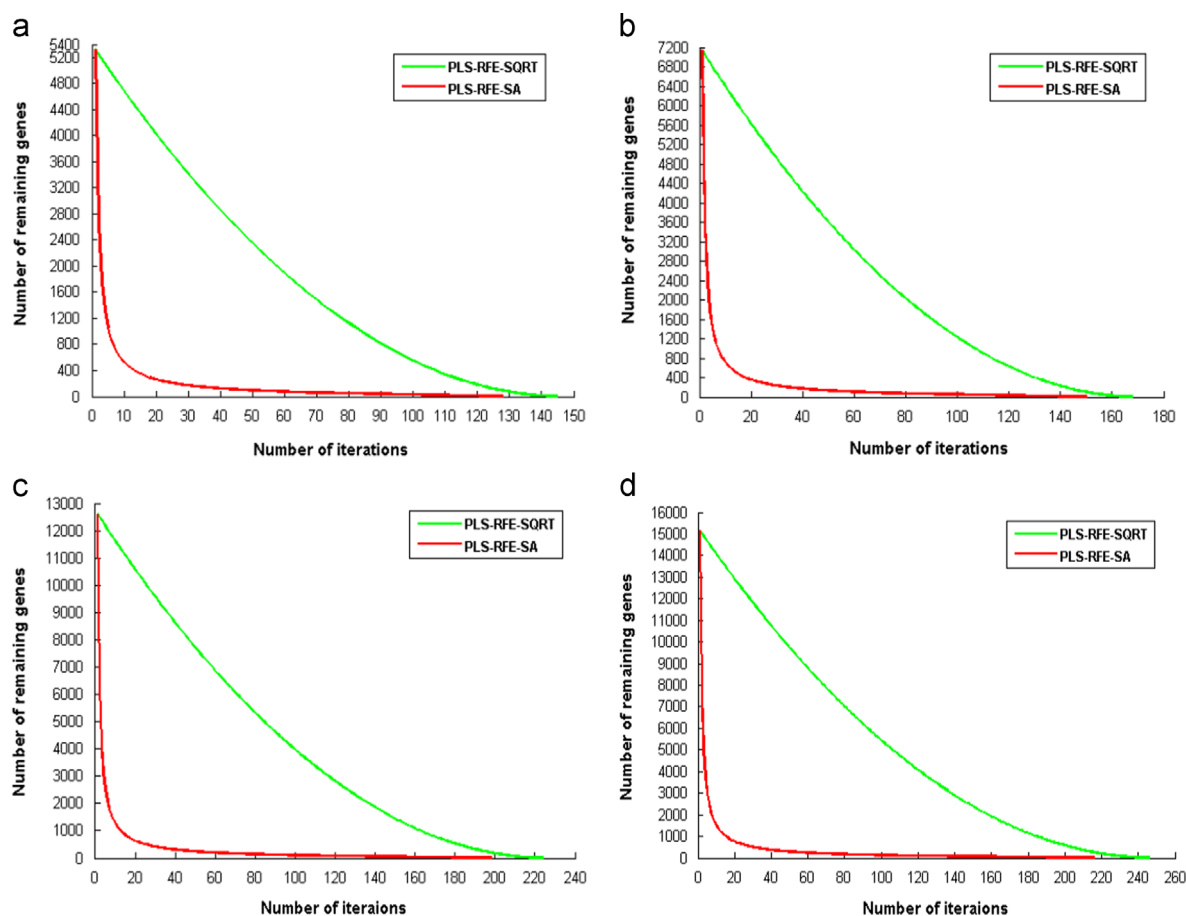 a
5400
5200
4800
4400
4000
3600
3200
2800
2400
2000
1600
1200
800
400
0
Number of remaining genes
PLS-RFE-SQRT
PLS-RFE-SA
0 10 20 30 40 50 60 70 80 90 100 110 120 130 140 150
Number of iterations
b
7200
6800
6400
6000
5600
5200
4800
4400
4000
3600
3200
2800
2400
2000
1600
1200
800
400
0
Number of remaining genes
PLS-RFE-SQRT
PLS-RFE-SA
0 20 40 60 80 100 120 140 160 180
Number of iterations
c
13000
12000
11000
10000
9000
8000
7000
6000
5000
4000
3000
2000
1000
0
Number of remaining genes
PLS-RFE-SQRT
PLS-RFE-SA
0 20 40 60 80 100 120 140 160 180 200 220 240
Number of iteraions
d
16000
15000
14000
13000
12000
11000
10000
9000
8000
7000
6000
5000
4000
3000
2000
1000
0
Number of remaining genes
PLS-RFE-SQRT
PLS-RFE-SA
0 20 40 60 80 100 120 140 160 180 200 220 240 260
Number of iteraions